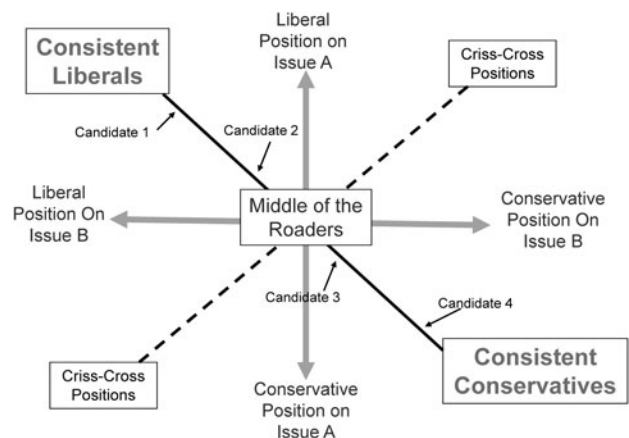 Liberal
Position on
Issue A
Consistent
Liberals
Criss-Cross
Positions
Candidate 1
Candidate 2
Liberal
Position On
Issue B
Middle of the
Roaders
Conservative
Position On
Issue B
Candidate 3
Candidate 4
Criss-Cross
Positions
Conservative
Position on
Issue A
Consistent
Conservatives